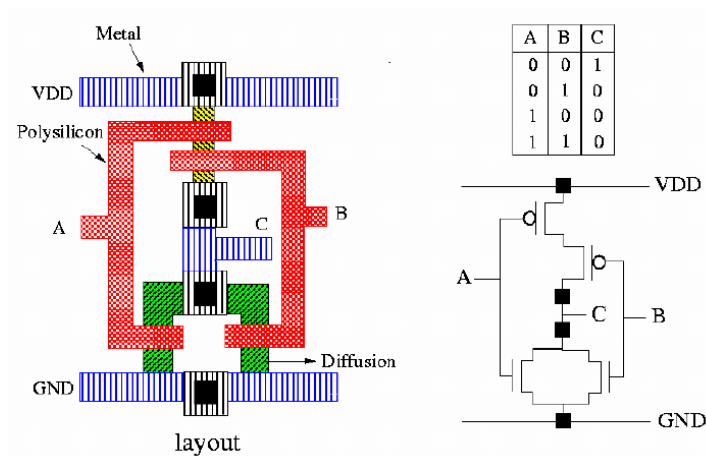 Metal
VDD
Polysilicon
A
B
C
Diffusion
GND
layout
A B C
0 0 1
0 1 0
1 0 0
1 1 0
VDD
A
C
B
GND